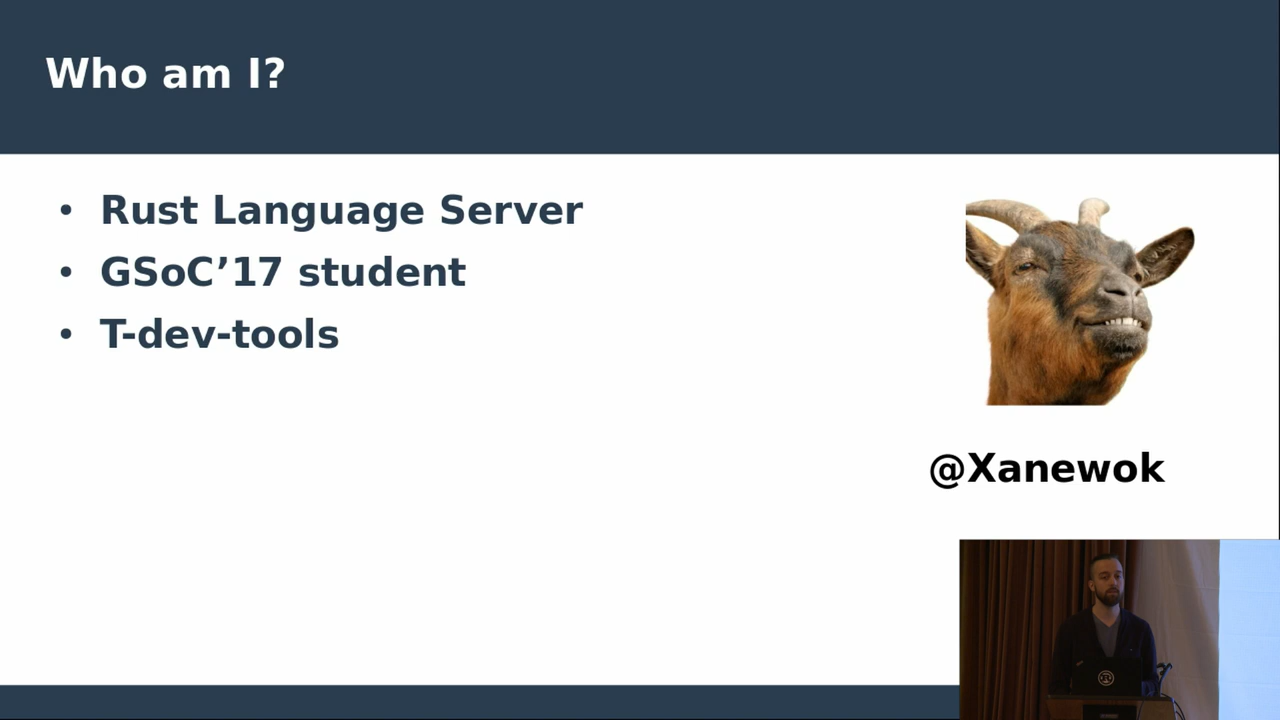 Who am I?
• Rust Language Server
• GSoC’17 student
• T-dev-tools
@Xanewok